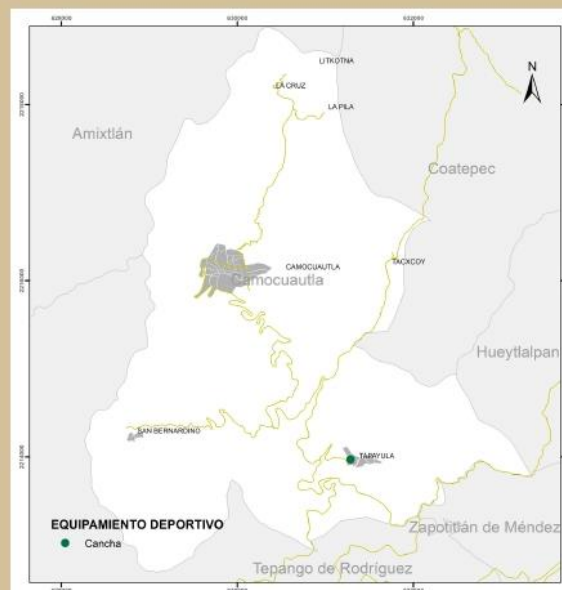 N
LITKOTNA
LA CRUZ
LA PILA
Amixtlán
Coatepec
CAMOCUAUTLA
TACXCOY
Camocuautla
Hueytlalpan
SAN BERNARDINO
TAPAYULA
EQUIPAMIENTO DEPORTIVO
Cancha
Zapotitlán de Méndez
Tepango de Rodríguez